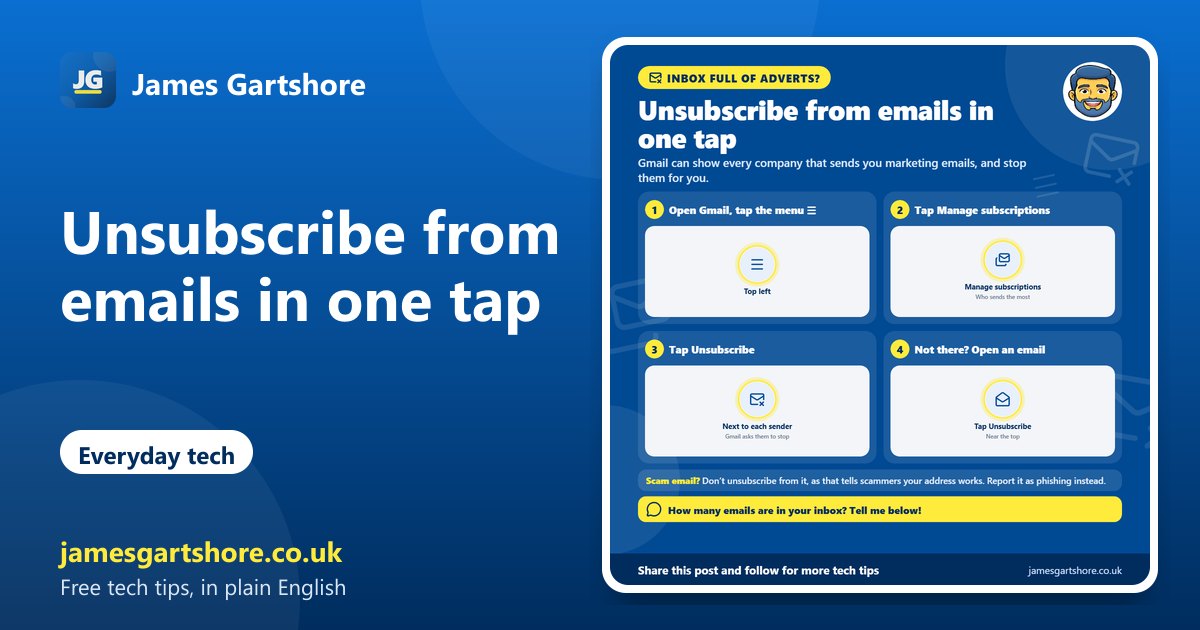 JG
James Gartshore
Unsubscribe from
emails in one tap
Everyday tech
jamesgartshore.co.uk
Free tech tips, in plain English
INBOX FULL OF ADVERTS?
Unsubscribe from emails in
one tap
Gmail can show every company that sends you marketing emails, and stop
them for you.
1 Open Gmail, tap the menu ☰
Top left
2 Tap Manage subscriptions
Manage subscriptions
Who sends the most
3 Tap Unsubscribe
Next to each sender
Gmail asks them to stop
4 Not there? Open an email
Tap Unsubscribe
Near the top
Scam email? Don't unsubscribe from it, as that tells scammers your address works. Report it as phishing instead.
How many emails are in your inbox? Tell me below!
Share this post and follow for more tech tips
jamesgartshore.co.uk